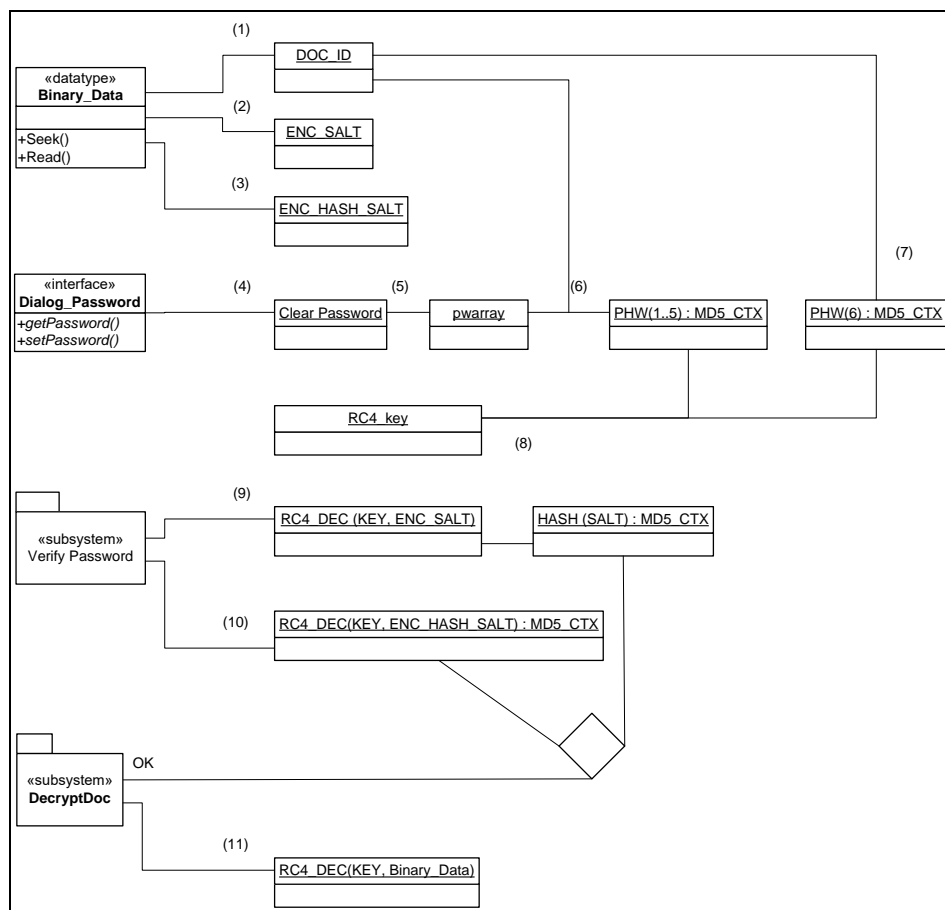 (1)
DOC_ID
«datatype»
Binary_Data
+Seek()
+Read()
(2)
ENC_SALT
(3)
ENC_HASH_SALT
(7)
«interface»
Dialog_Password
+getPassword()
+setPassword()
(4)
Clear Password
(5)
pwarray
(6)
PHW(1..5) : MD5_CTX
PHW(6) : MD5_CTX
RC4_key
(8)
(9)
RC4_DEC (KEY, ENC_SALT)
HASH (SALT) : MD5_CTX
«subsystem»
Verify Password
(10)
RC4_DEC(KEY, ENC_HASH_SALT) : MD5_CTX
OK
«subsystem»
DecryptDoc
(11)
RC4_DEC(KEY, Binary_Data)